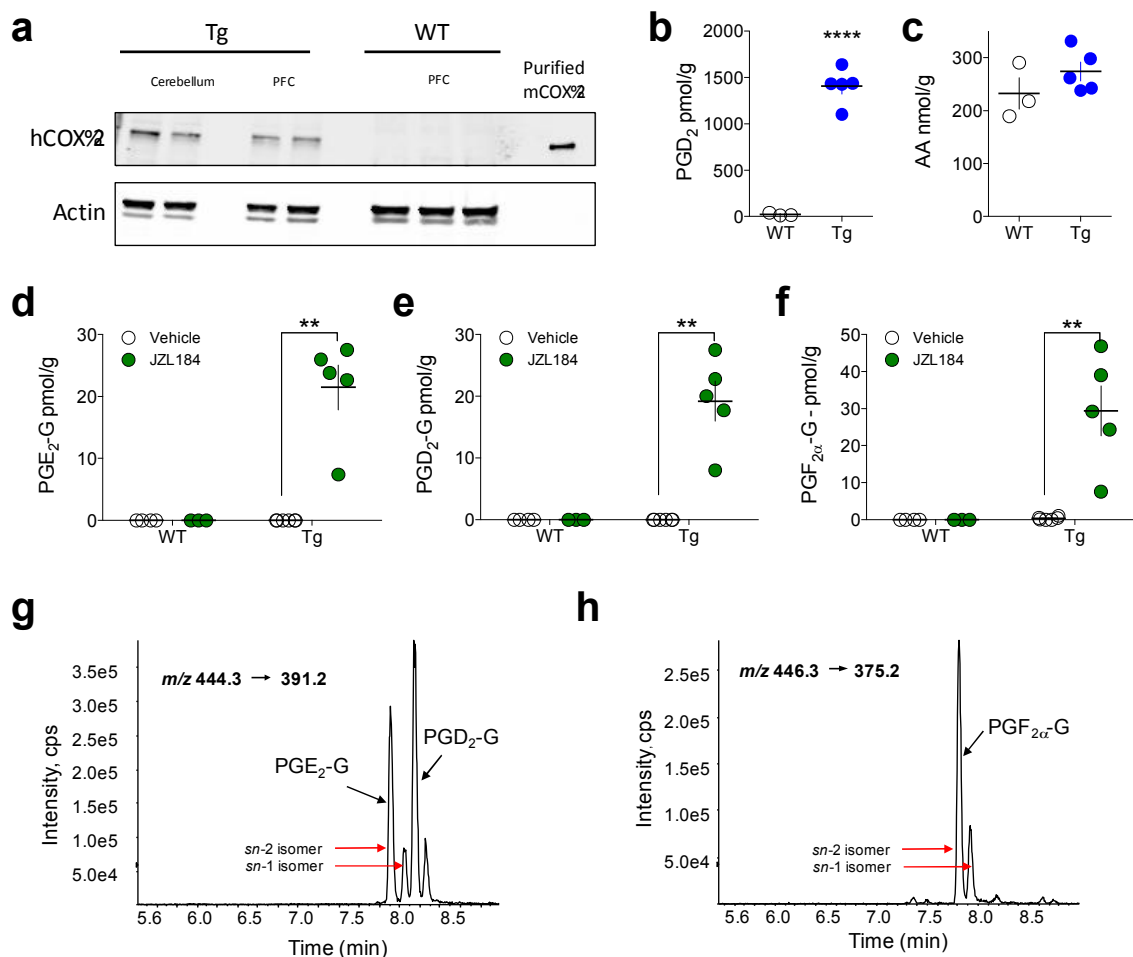 a
Tg
WT
Cerebellum
PFC
PFC
Purified
mCOX%2
hCOX%2
Actin
b
2000
1500
1000
500
0
PGD2 pmol/g
****
WT
Tg
c
300
200
100
0
AA nmol/g
WT
Tg
d
Vehicle
JZL184
**
30
20
10
0
PGE2-G pmol/g
WT
Tg
e
Vehicle
JZL184
**
30
20
10
0
PGD2-G pmol/g
WT
Tg
f
Vehicle
JZL184
**
50
40
30
20
10
0
PGF2α-G - pmol/g
WT
Tg
g
m/z 444.3 → 391.2
3.5e5
3.0e5
2.5e5
2.0e5
1.5e5
1.0e5
5.0e4
Intensity, cps
PGE2-G
PGD2-G
sn-2 isomer
sn-1 isomer
5.6 6.0 6.5 7.0 7.5 8.0 8.5
Time (min)
h
m/z 446.3 → 375.2
2.5e5
2.0e5
1.5e5
1.0e5
5.0e4
Intensity, cps
PGF2α-G
sn-2 isomer
sn-1 isomer
5.6 6.0 6.5 7.0 7.5 8.0 8.5
Time (min)